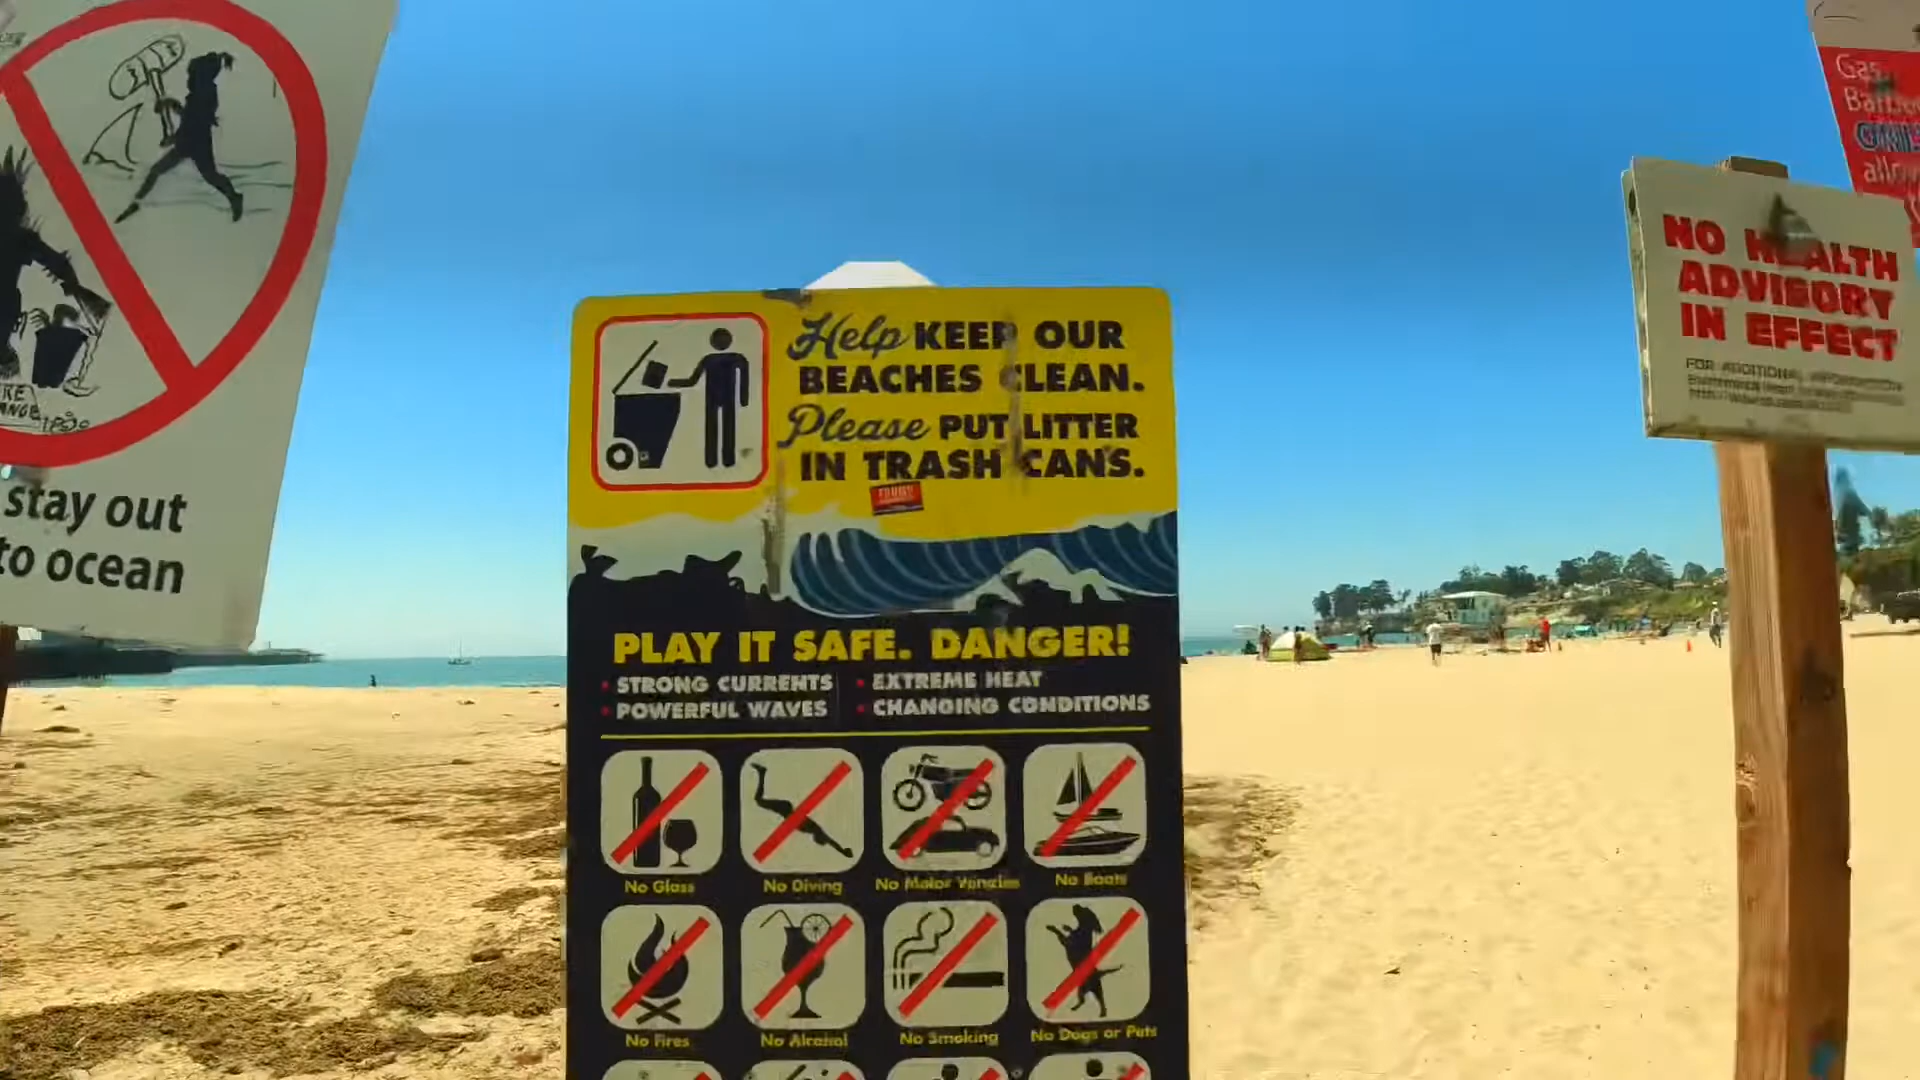 stay out
to ocean
Help KEEP OUR
BEACHES CLEAN.
Please PUT LITTER
IN TRASH CANS.
PLAY IT SAFE. DANGER!
• STRONG CURRENTS
• POWERFUL WAVES
• EXTREME HEAT
• CHANGING CONDITIONS
No Glass
No Diving
No Motor Vehicles
No Boats
No Fires
No Alcohol
No Smoking
No Dogs or Pets
NO HEALTH
ADVISORY
IN EFFECT
FOR ADDITIONAL INFORMATION
Gas